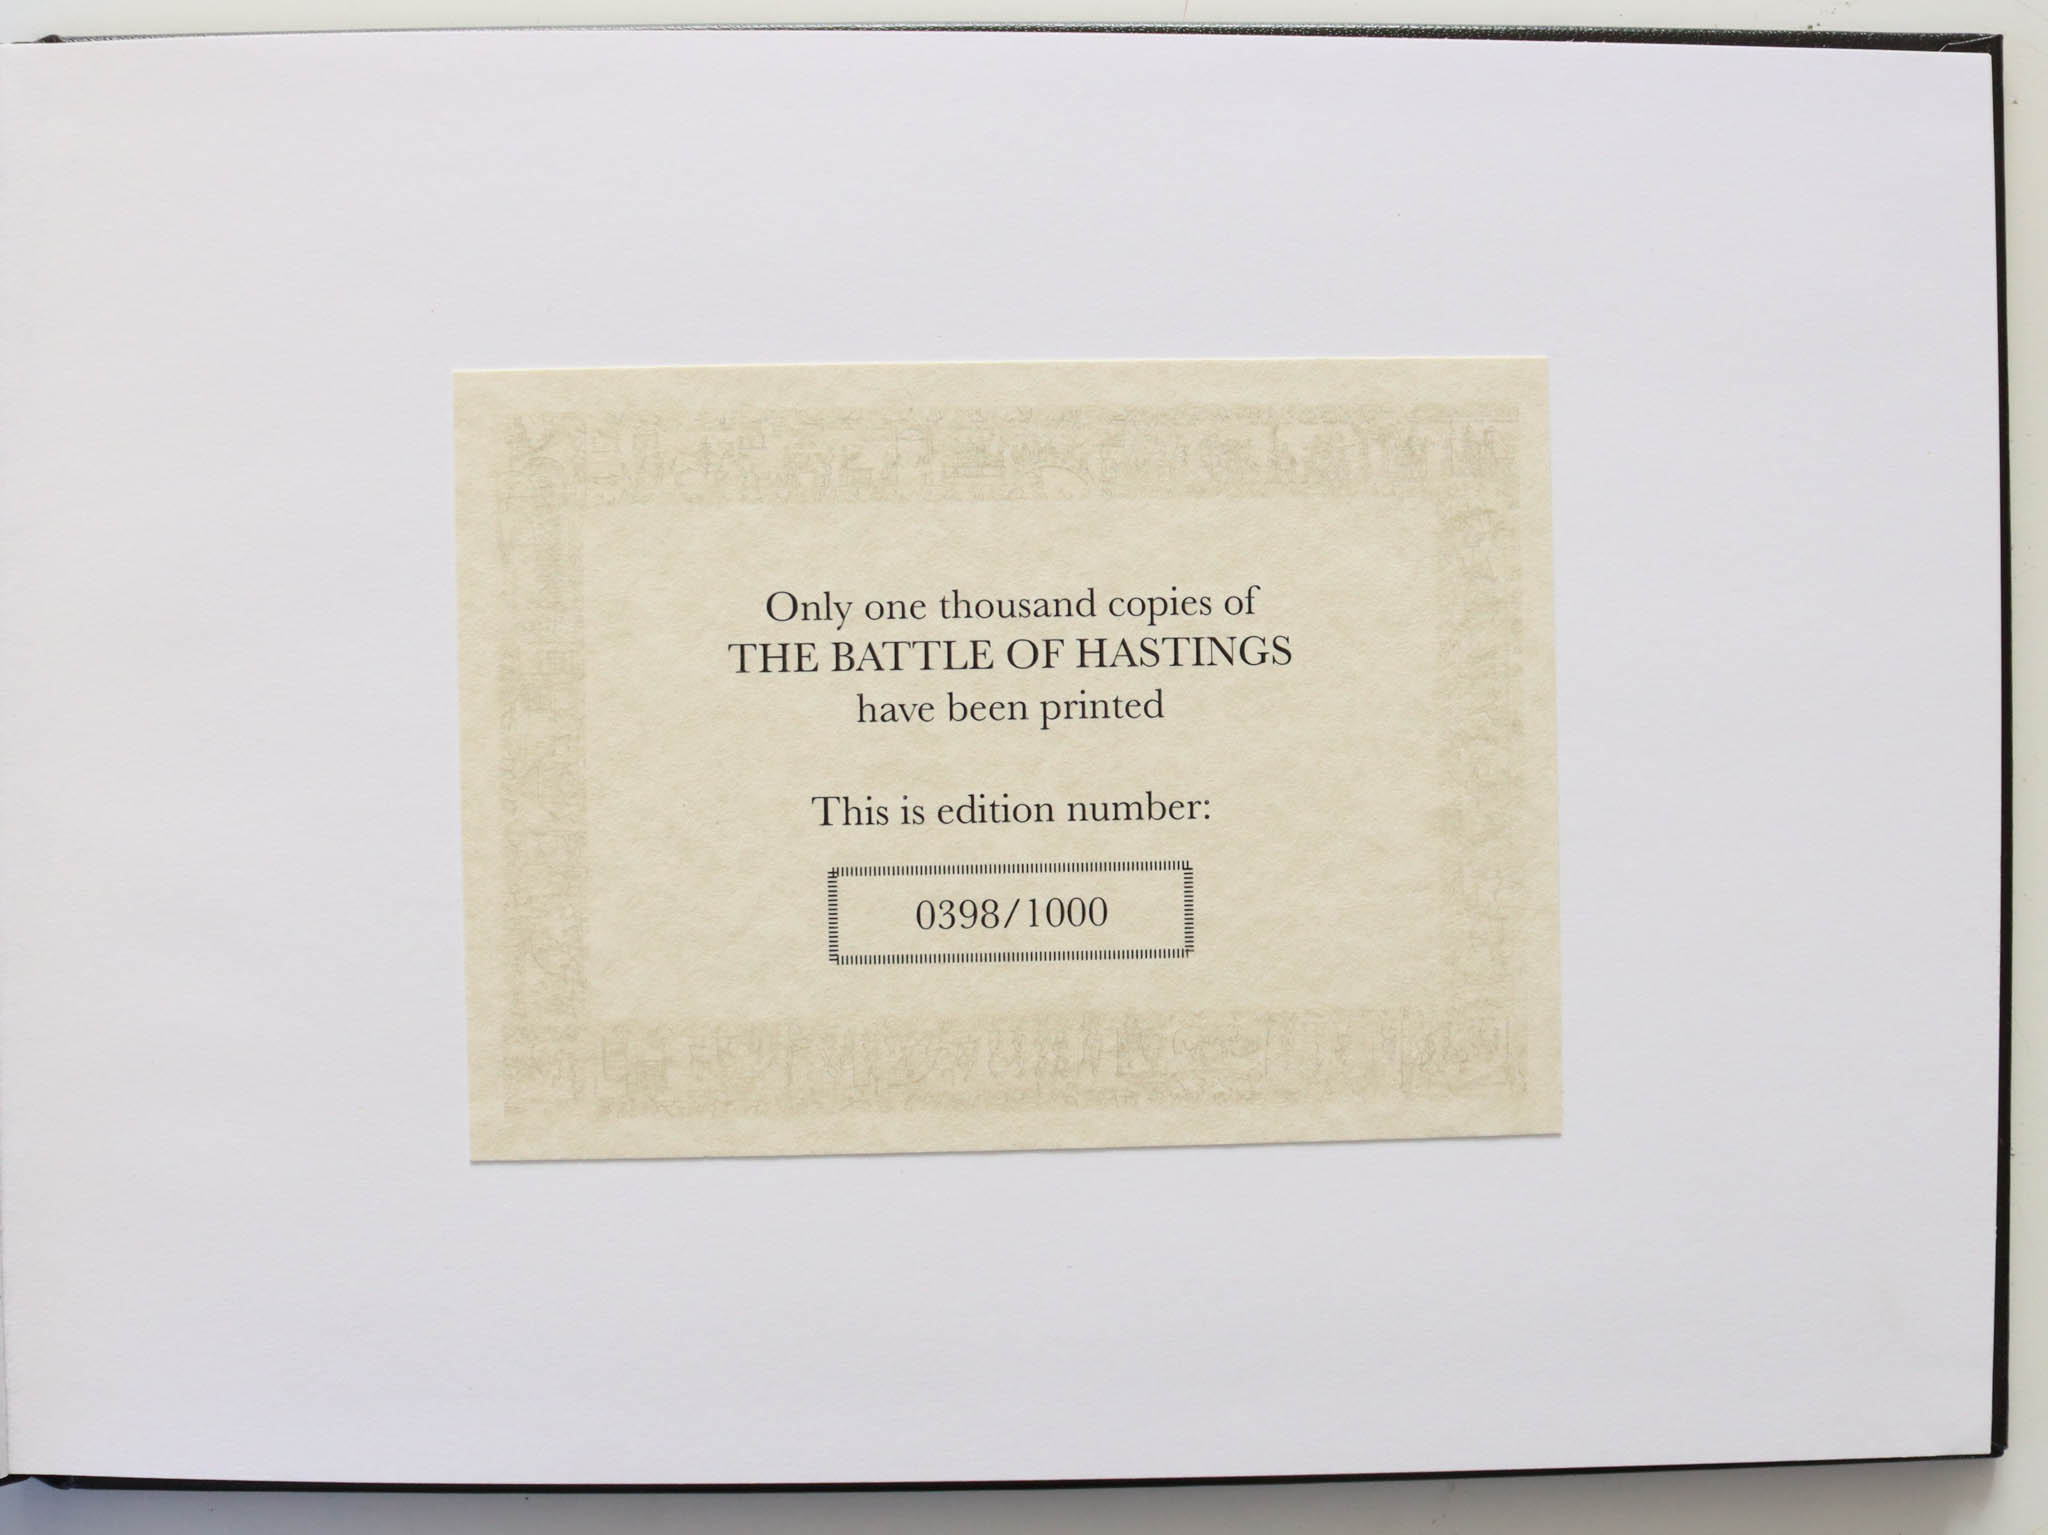 Only one thousand copies of
THE BATTLE OF HASTINGS
have been printed
This is edition number:
0398/1000